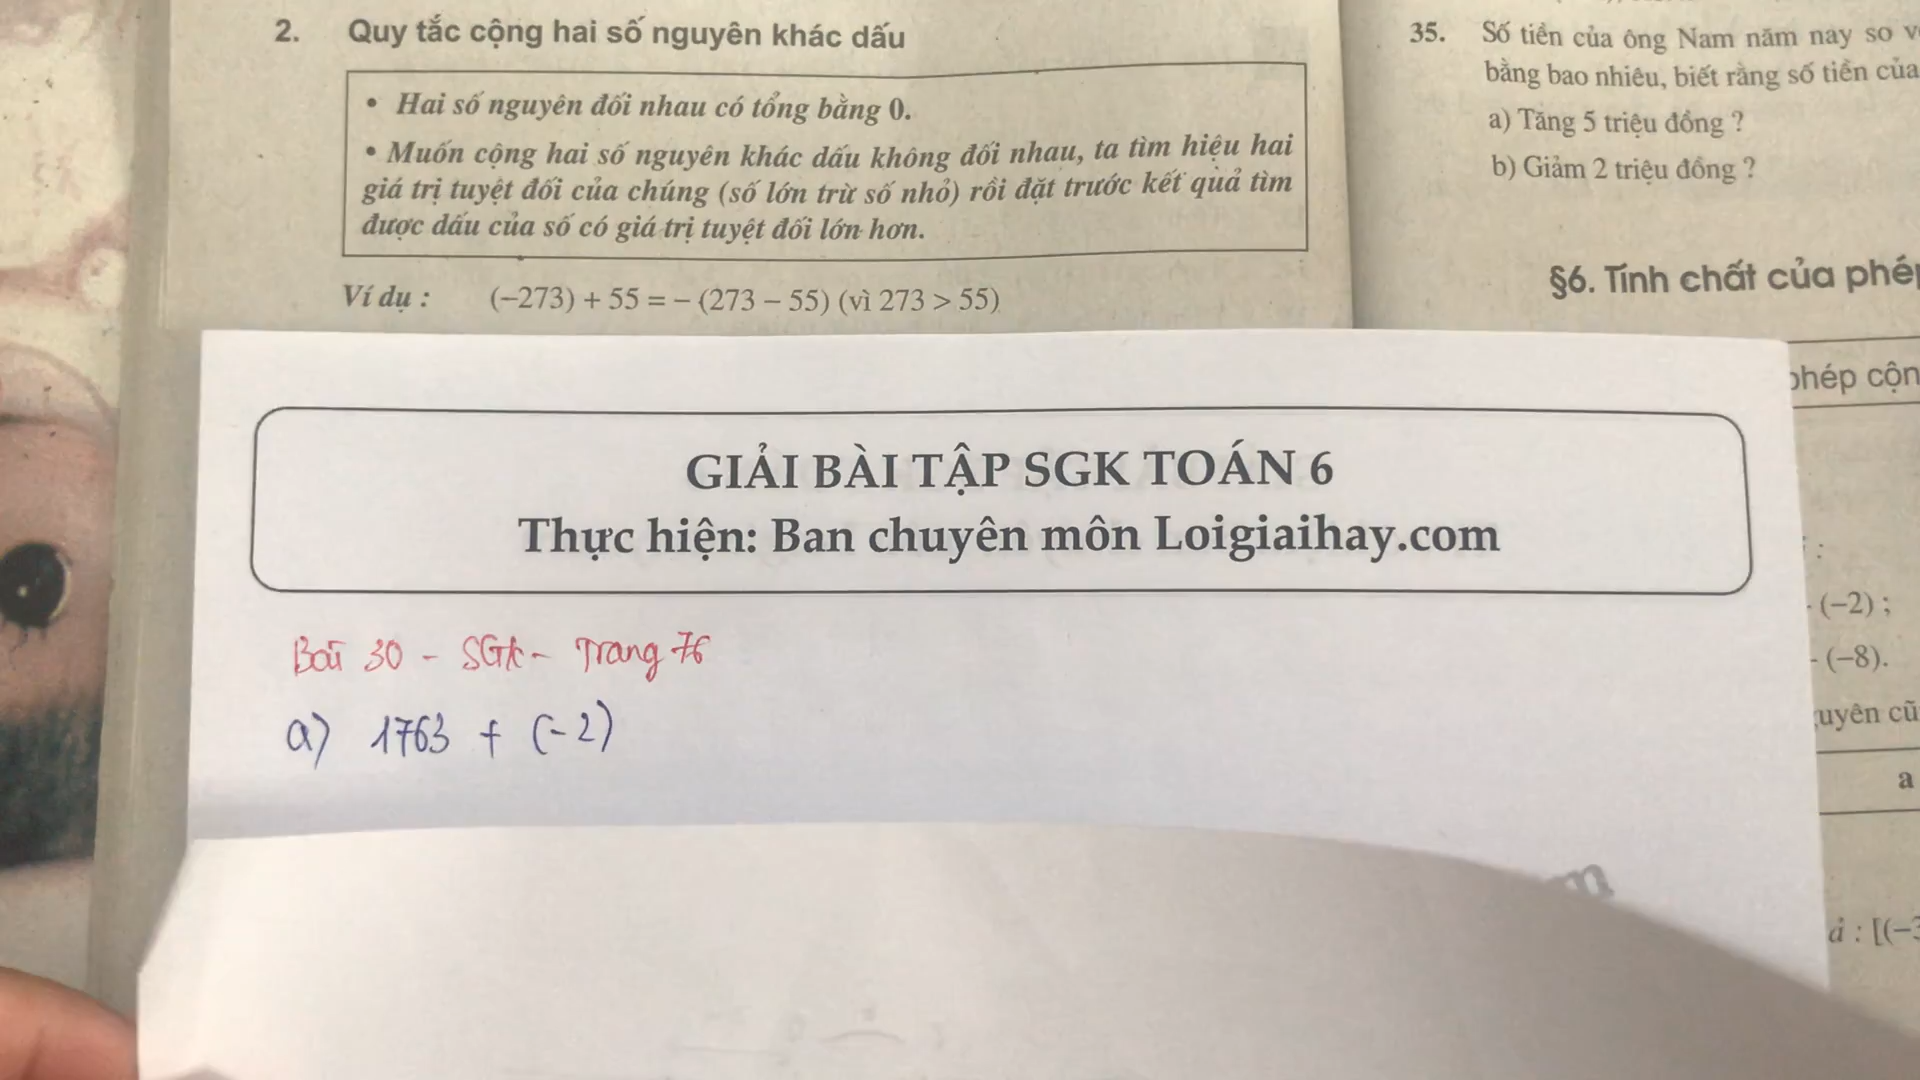 2. Quy tắc cộng hai số nguyên khác dấu
• Hai số nguyên đối nhau có tổng bằng 0.
• Muốn cộng hai số nguyên khác dấu không đối nhau, ta tìm hiệu hai
giá trị tuyệt đối của chúng (số lớn trừ số nhỏ) rồi đặt trước kết quả tìm
được dấu của số có giá trị tuyệt đối lớn hơn.
Ví dụ : (–273) + 55 = – (273 – 55) (vì 273 > 55)
35. Số tiền của ông Nam năm nay so
bằng bao nhiêu, biết rằng số tiền của
a) Tăng 5 triệu đồng ?
b) Giảm 2 triệu đồng ?
§6. Tính chất của
cộn
GIẢI BÀI TẬP SGK TOÁN 6
Thực hiện: Ban chuyên môn Loigiaihay.com
Bài 30 - SGK - Trang 76
a) 1763 + (-2)
(–2) ;
(–8).
uyên cũ
a